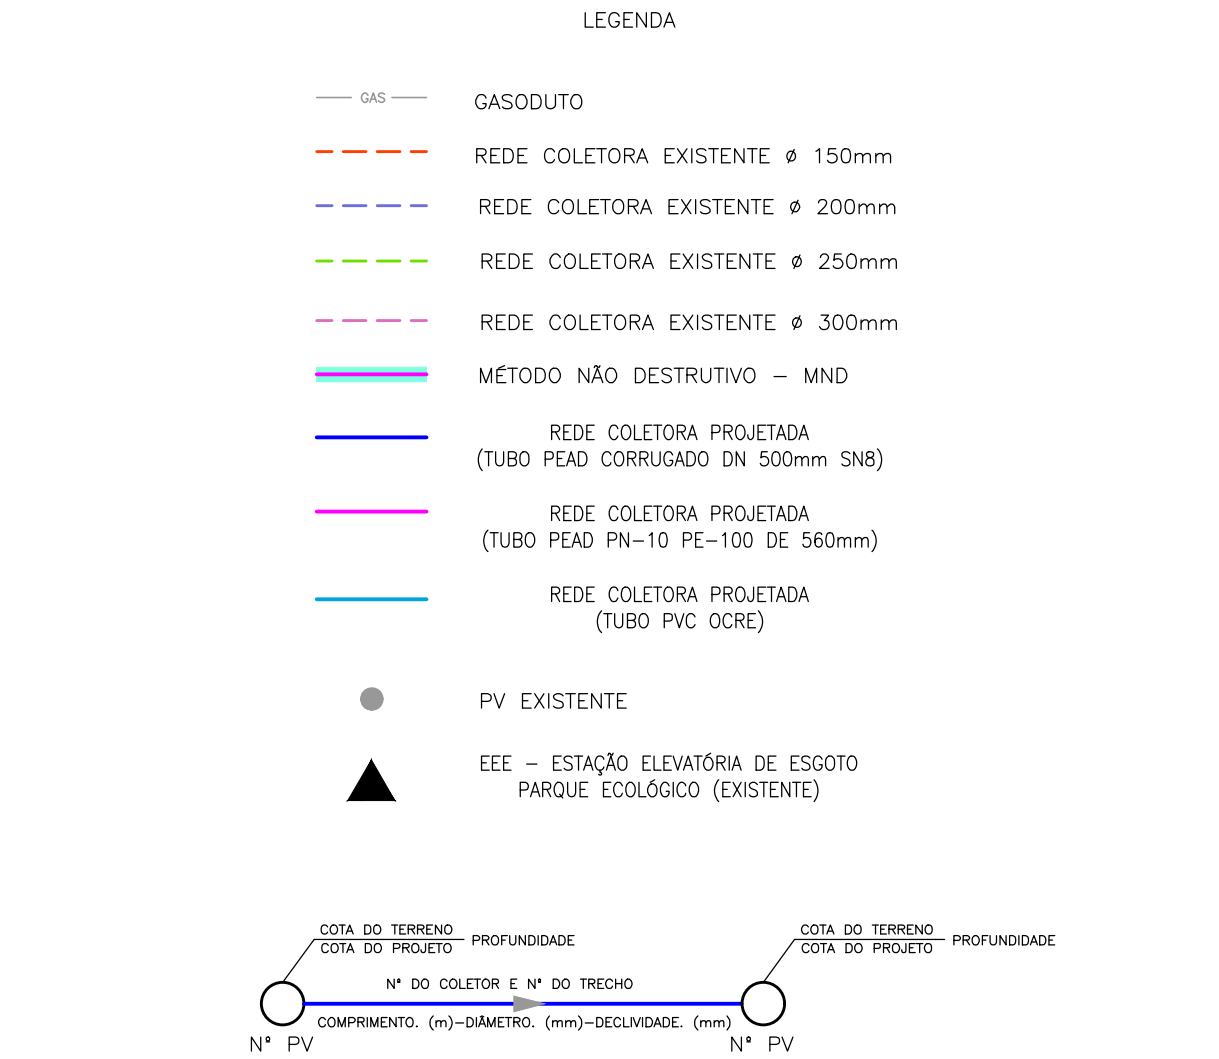 LEGENDA
GAS
GASODUTO
REDE COLETORA EXISTENTE ø 150mm
REDE COLETORA EXISTENTE ø 200mm
REDE COLETORA EXISTENTE ø 250mm
REDE COLETORA EXISTENTE ø 300mm
MÉTODO NÃO DESTRUTIVO – MND
REDE COLETORA PROJETADA
(TUBO PEAD CORRUGADO DN 500mm SN8)
REDE COLETORA PROJETADA
(TUBO PEAD PN-10 PE-100 DE 560mm)
REDE COLETORA PROJETADA
(TUBO PVC OCRE)
PV EXISTENTE
EEE – ESTAÇÃO ELEVATÓRIA DE ESGOTO
PARQUE ECOLÓGICO (EXISTENTE)
COTA DO TERRENO
COTA DO PROJETO
PROFUNDIDADE
COTA DO TERRENO
COTA DO PROJETO
PROFUNDIDADE
Nº DO COLETOR E Nº DO TRECHO
COMPRIMENTO. (m)-DIÂMETRO. (mm)-DECLIVIDADE. (mm)
Nº PV
Nº PV